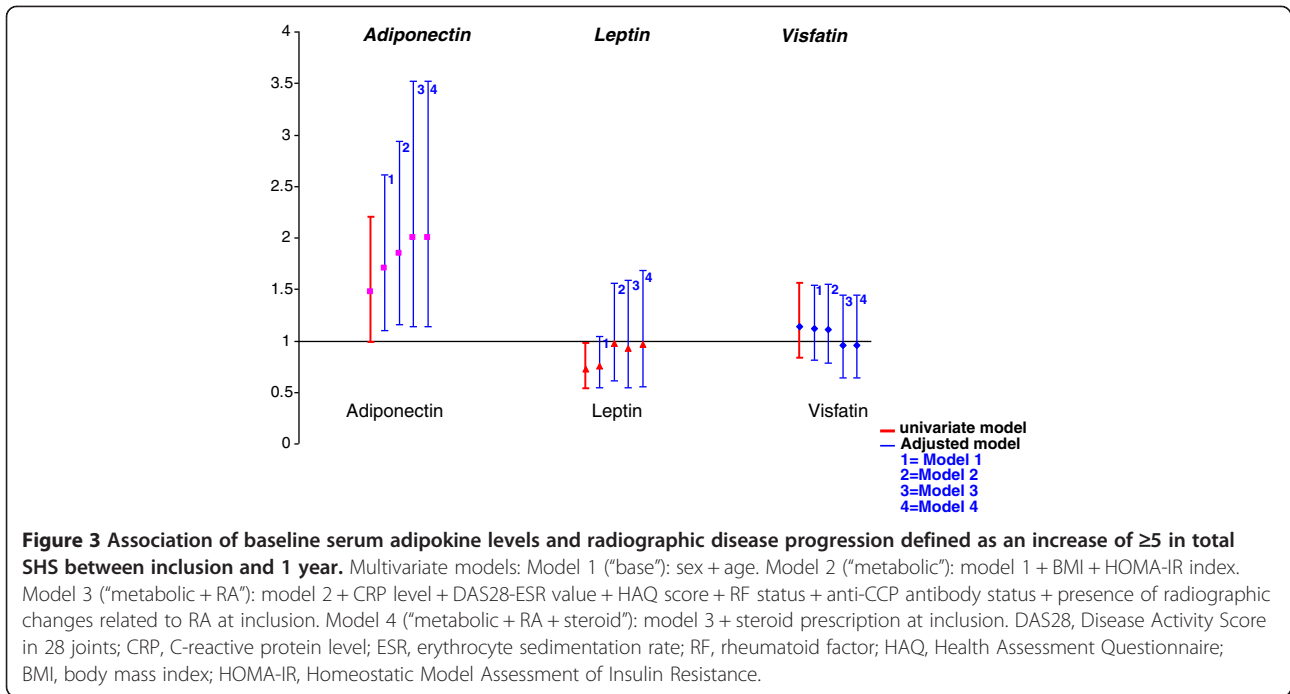 4
Adiponectin Leptin Visfatin
3.5
3 4
3
2
2.5
1
2
4
1.5
2 3
1 2
3 4
1
1
0.5
Adiponectin Leptin Visfatin
0
univariate model
Adjusted model
1= Model 1
2=Model 2
3=Model 3
4=Model 4
Figure 3 Association of baseline serum adipokine levels and radiographic disease progression defined as an increase of ≥5 in total
SHS between inclusion and 1 year. Multivariate models: Model 1 (“base”): sex + age. Model 2 (“metabolic”): model 1 + BMI + HOMA-IR index.
Model 3 (“metabolic + RA”): model 2 + CRP level + DAS28-ESR value + HAQ score + RF status + anti-CCP antibody status + presence of radiographic
changes related to RA at inclusion. Model 4 (“metabolic + RA + steroid”): model 3 + steroid prescription at inclusion. DAS28, Disease Activity Score
in 28 joints; CRP, C-reactive protein level; ESR, erythrocyte sedimentation rate; RF, rheumatoid factor; HAQ, Health Assessment Questionnaire;
BMI, body mass index; HOMA-IR, Homeostatic Model Assessment of Insulin Resistance.